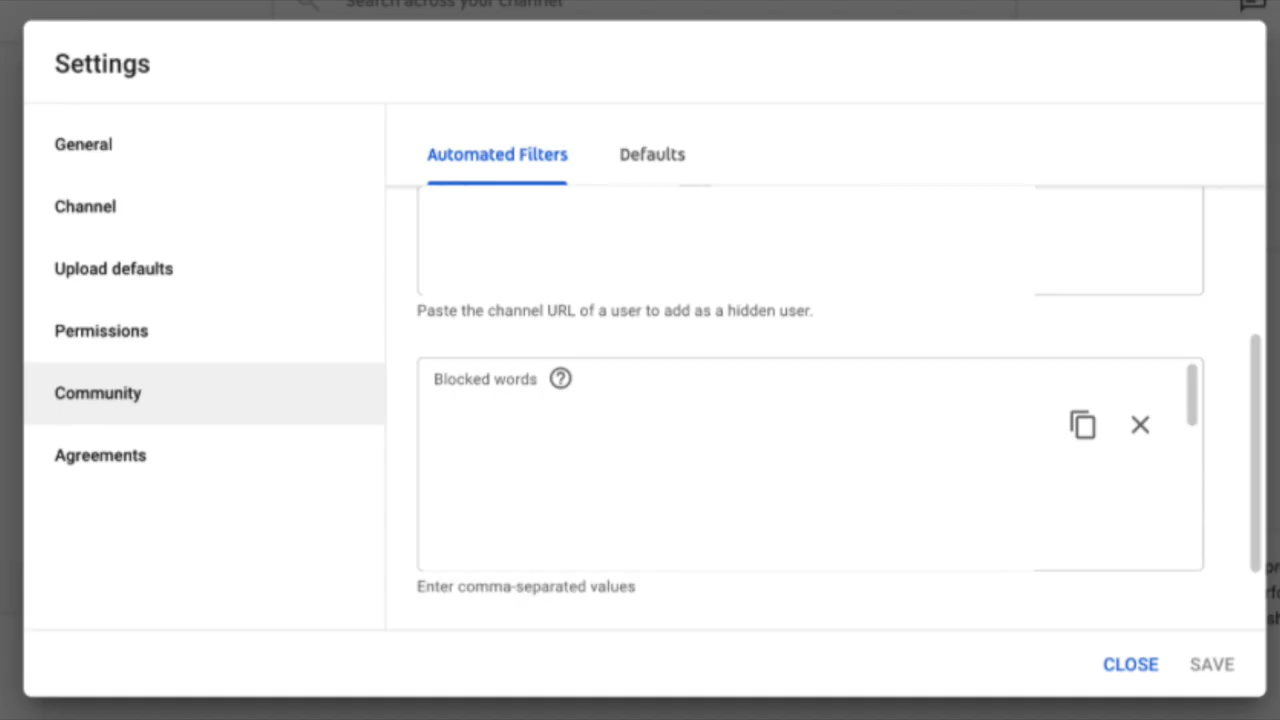 Search across your channel
Settings
General
Channel
Upload defaults
Permissions
Community
Agreements
Automated Filters
Defaults
Paste the channel URL of a user to add as a hidden user.
Blocked words
Enter comma-separated values
CLOSE
SAVE